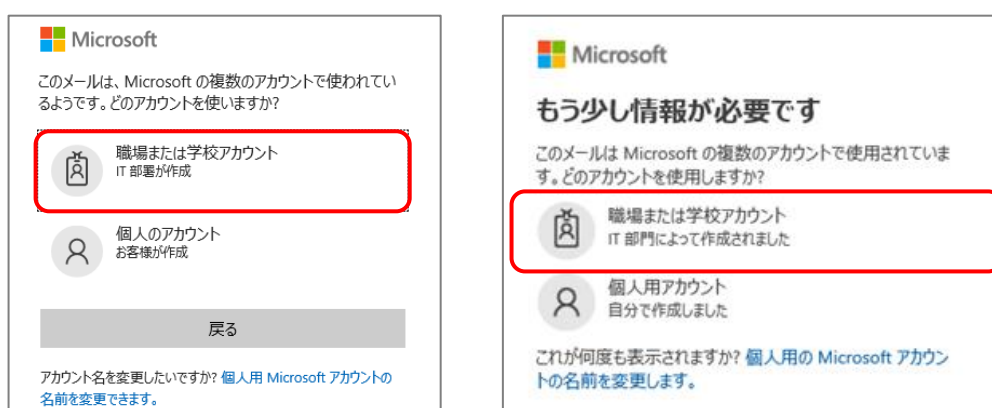 Microsoft
このメールは、Microsoft の複数のアカウントで使われてい
るようです。どのアカウントを使いますか?
職場または学校アカウント
IT 部署が作成
個人のアカウント
お客様が作成
戻る
アカウント名を変更したいですか? 個人用 Microsoft アカウントの
名前を変更できます。
Microsoft
もう少し情報が必要です
このメールは Microsoft の複数のアカウントで使用されていま
す。どのアカウントを使用しますか?
職場または学校アカウント
IT 部門によって作成されました
個人用アカウント
自分で作成しました
これが何度も表示されますか? 個人用の Microsoft アカウン
トの名前を変更します。